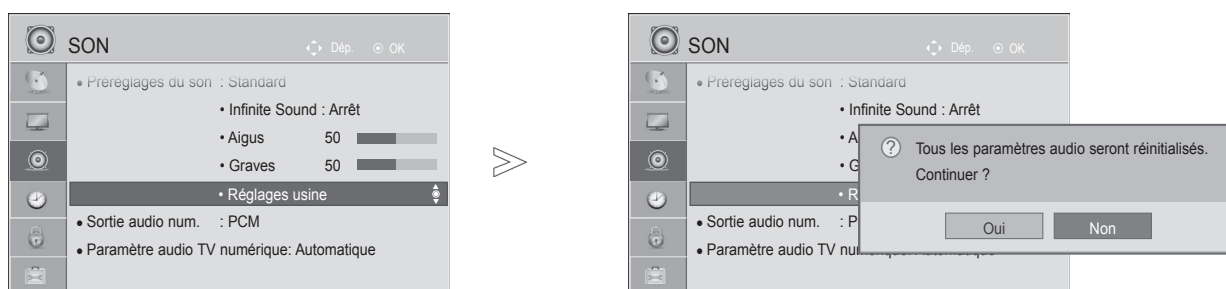 SON
Dép. OK
• Préréglages du son : Standard
• Infinite Sound : Arrêt
• Aigus 50
• Graves 50
• Réglages usine
• Sortie audio num. : PCM
• Paramètre audio TV numérique: Automatique
SON
Dép. OK
• Préréglages du son : Standard
• Infinite Sound : Arrêt
• A
• G
• R
• Sortie audio num. : P
• Paramètre audio TV
Tous les paramètres audio seront réinitialisés.
Continuer ?
Oui Non